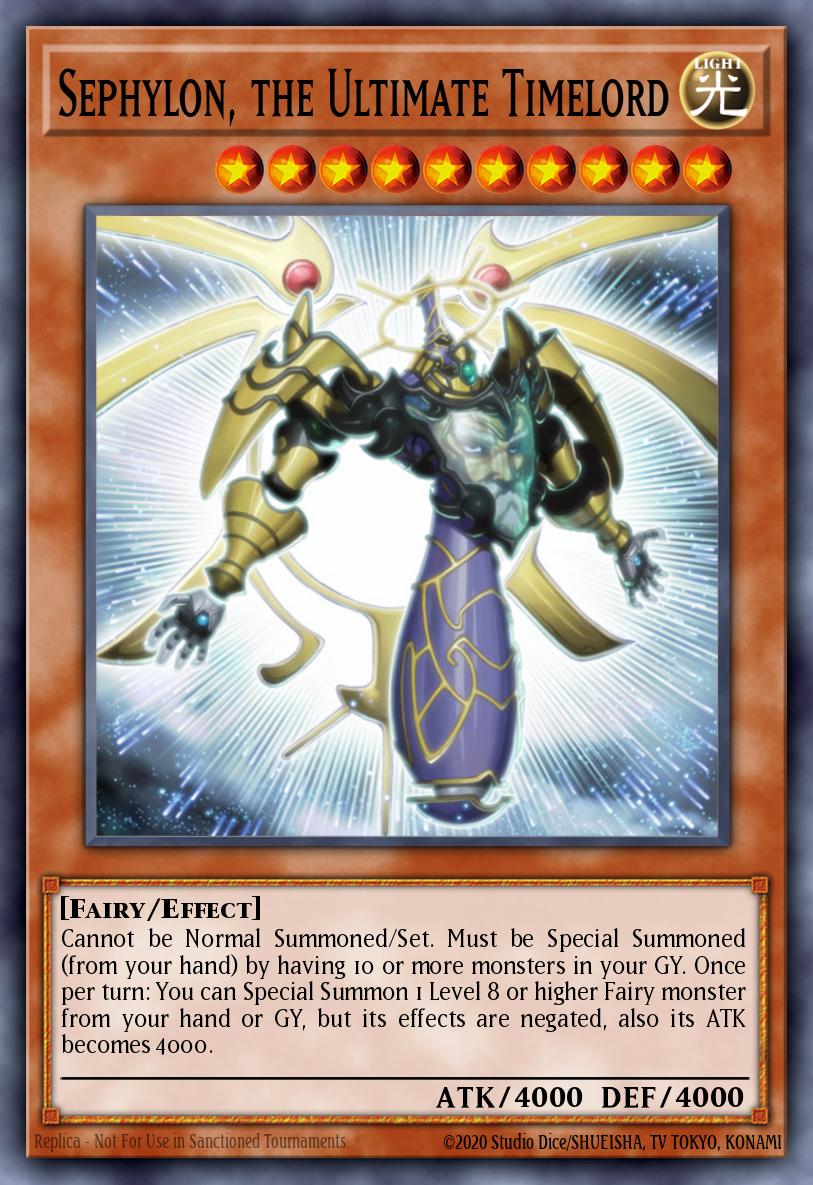 Sephylon, the Ultimate Timelord
LIGHT
光
[Fairy/Effect]
Cannot be Normal Summoned/Set. Must be Special Summoned
(from your hand) by having 10 or more monsters in your GY. Once
per turn: You can Special Summon 1 Level 8 or higher Fairy monster
from your hand or GY, but its effects are negated, also its ATK
becomes 4000.
ATK/4000 DEF/4000
Replica - Not For Use in Sanctioned Tournaments.
©2020 Studio Dice/SHUEISHA, TV TOKYO, KONAMI